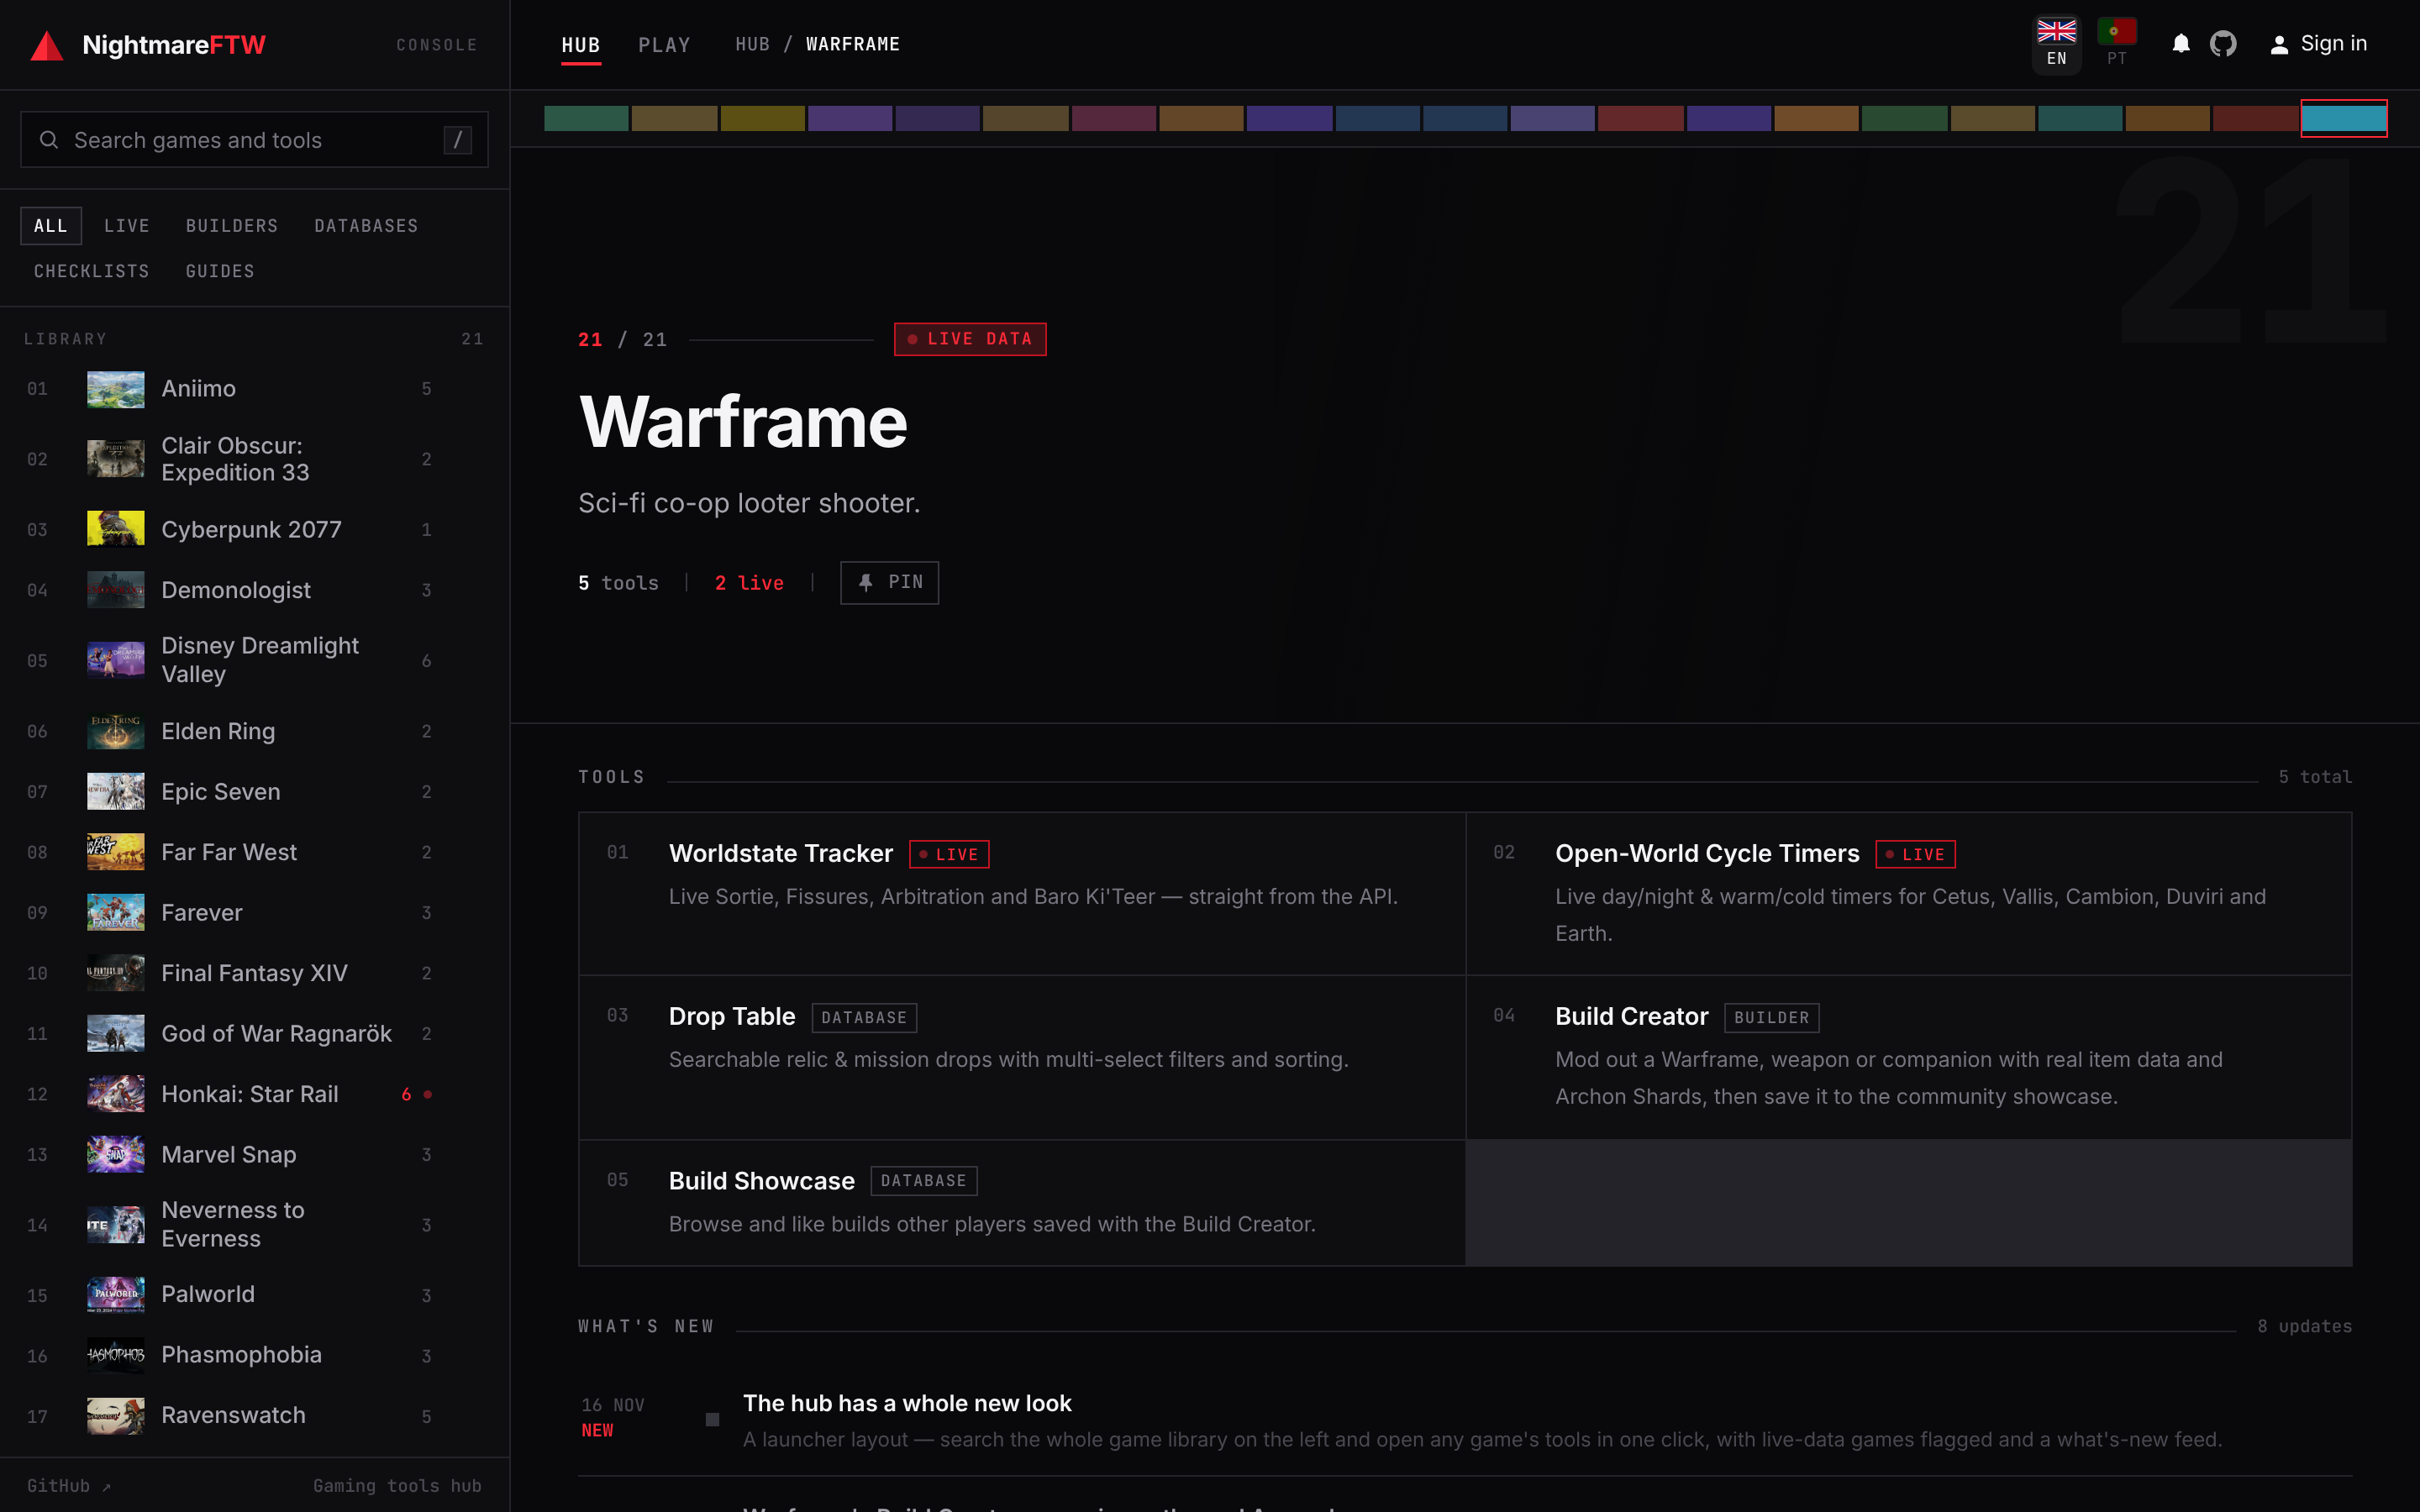 NightmareFTW
CONSOLE
HUB
PLAY
HUB / WARFRAME
EN
PT
Sign in
Search games and tools
/
ALL
LIVE
BUILDERS
DATABASES
CHECKLISTS
GUIDES
LIBRARY
21
01
Aniimo
5
02
Clair Obscur:
Expedition 33
2
03
Cyberpunk 2077
1
04
Demonologist
3
05
Disney Dreamlight
Valley
6
06
ELDEN RING
Elden Ring
2
07
Epic Seven
2
08
FAR FAR WEST
Far Far West
2
09
FAREVER
Farever
3
10
Final Fantasy XIV
2
11
God of War Ragnarök
2
12
Honkai: Star Rail
6
13
SNAP
Marvel Snap
3
14
Neverness to
Everness
3
15
PALWORLD
Palworld
3
16
Phasmophobia
3
17
Ravenswatch
5
GitHub ↗
Gaming tools hub
21
21 / 21
LIVE DATA
Warframe
Sci-fi co-op looter shooter.
5 tools
2 live
PIN
TOOLS
5 total
01
Worldstate Tracker
LIVE
Live Sortie, Fissures, Arbitration and Baro Ki'Teer — straight from the API.
02
Open-World Cycle Timers
LIVE
Live day/night & warm/cold timers for Cetus, Vallis, Cambion, Duviri and
Earth.
03
Drop Table
DATABASE
Searchable relic & mission drops with multi-select filters and sorting.
04
Build Creator
BUILDER
Mod out a Warframe, weapon or companion with real item data and
Archon Shards, then save it to the community showcase.
05
Build Showcase
DATABASE
Browse and like builds other players saved with the Build Creator.
WHAT'S NEW
8 updates
16 NOV
NEW
The hub has a whole new look
A launcher layout — search the whole game library on the left and open any game's tools in one click, with live-data games flagged and a what's-new feed.